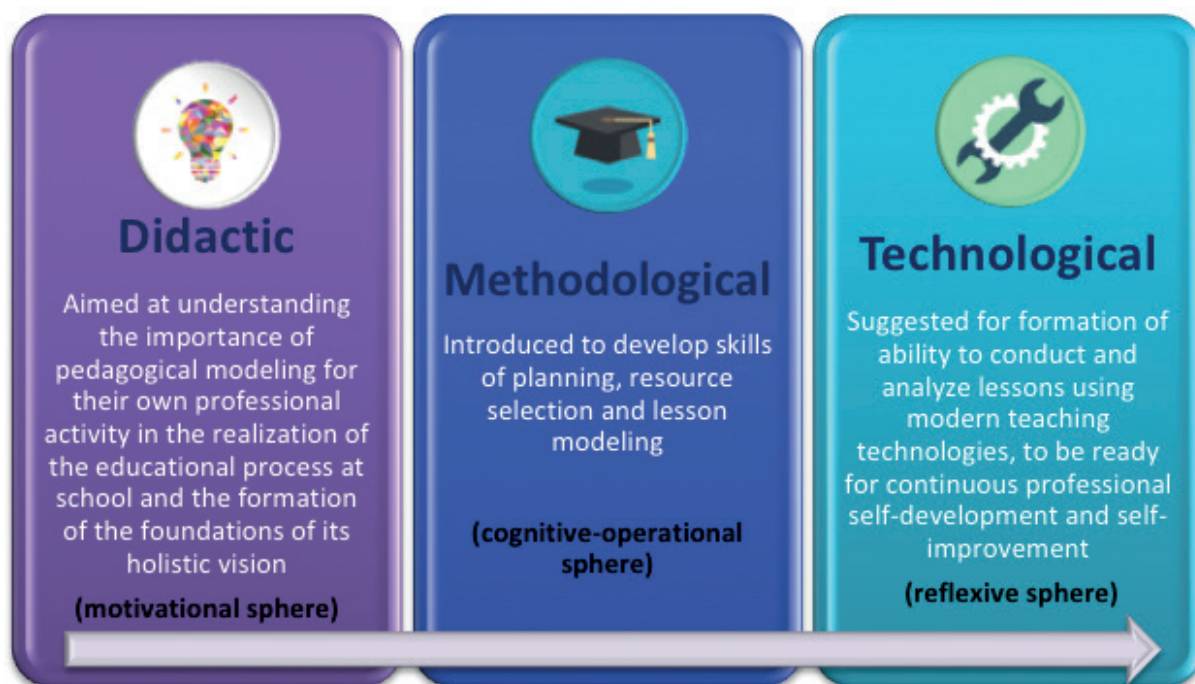 Didactic
Aimed at understanding
the importance of
pedagogical modeling for
their own professional
activity in the realization of
the educational process at
school and the formation
of the foundations of its
holistic vision
(motivational sphere)
Methodological
Introduced to develop skills
of planning, resource
selection and lesson
modeling
(cognitive-operational
sphere)
Technological
Suggested for formation of
ability to conduct and
analyze lessons using
modern teaching
technologies, to be ready
for continuous professional
self-development and self-
improvement
(reflexive sphere)